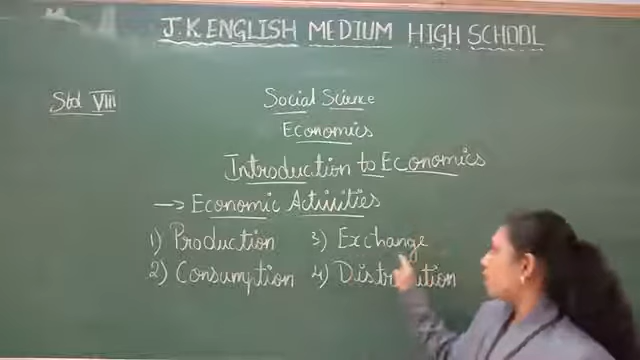 J.K. ENGLISH MEDIUM HIGH SCHOOL
Std VIII
Social Science
Economics
Introduction to Economics
→ Economic Activities
1) Production 3) Exchange
2) Consumption 4) Distribution